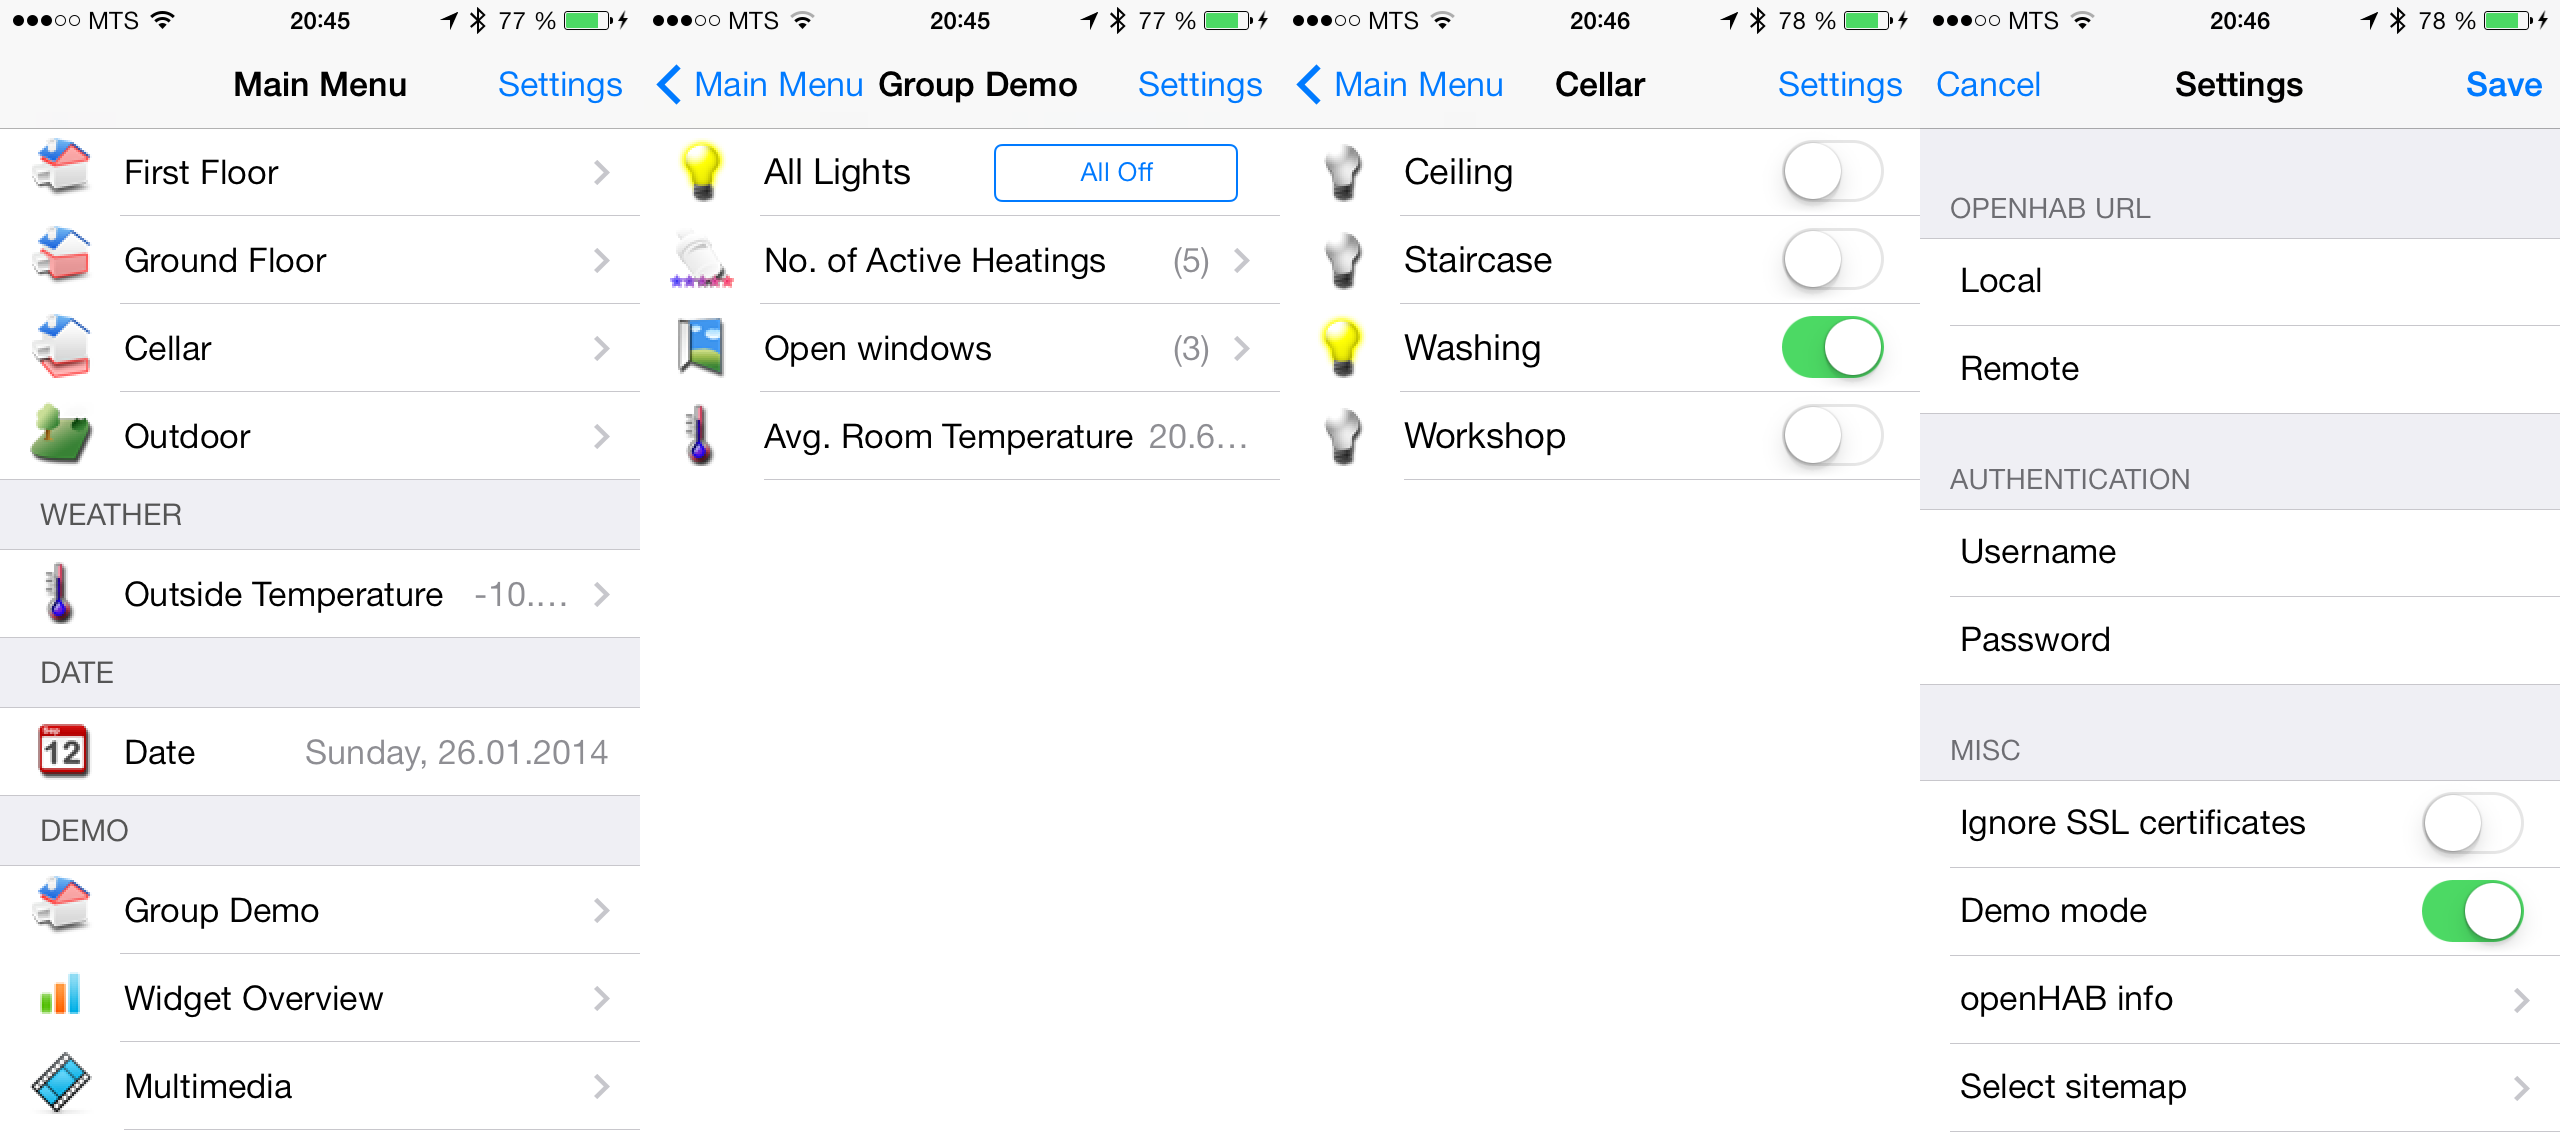 MTS 20:45 77 %
Main Menu Settings
First Floor
Ground Floor
Cellar
Outdoor
WEATHER
Outside Temperature -10....
DATE
Sep
12
Date Sunday, 26.01.2014
DEMO
Group Demo
Widget Overview
Multimedia
MTS 20:45 77 %
Main Menu Group Demo Settings
All Lights All Off
No. of Active Heatings (5)
Open windows (3)
Avg. Room Temperature 20.6...
MTS 20:46 78 %
Main Menu Cellar Settings
Ceiling
Staircase
Washing
Workshop
MTS 20:46 78 %
Cancel Settings Save
OPENHAB URL
Local
Remote
AUTHENTICATION
Username
Password
MISC
Ignore SSL certificates
Demo mode
openHAB info
Select sitemap